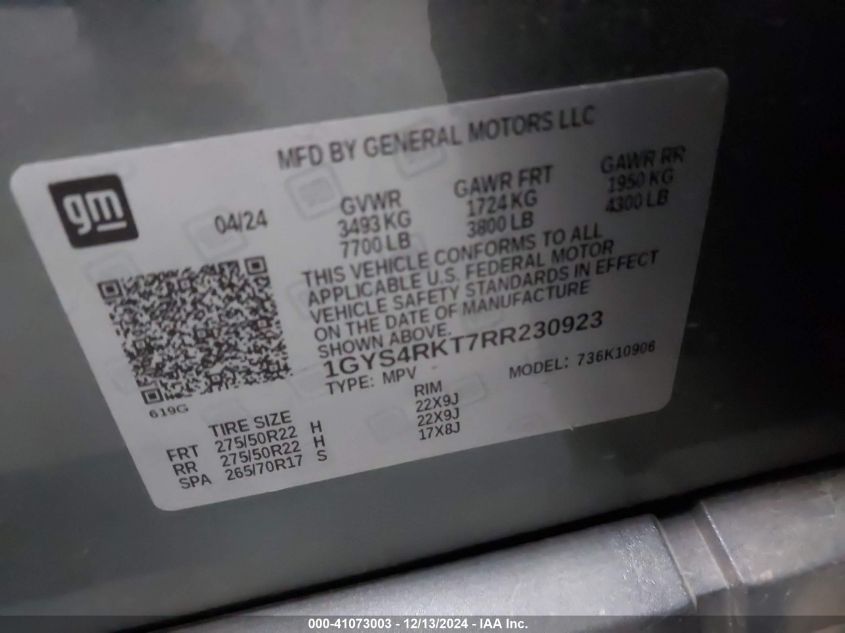 MFD BY GENERAL MOTORS LLC
gm
04/24
GVWR
3493 KG
7700 LB
GAWR FRT
1724 KG
3800 LB
GAWR RR
1950 KG
4300 LB
THIS VEHICLE CONFORMS TO ALL
APPLICABLE U.S. FEDERAL MOTOR
VEHICLE SAFETY STANDARDS IN EFFECT
ON THE DATE OF MANUFACTURE
SHOWN ABOVE.
1GYS4RKT7RR230923
TYPE: MPV
MODEL: 736K10906
619G
TIRE SIZE
RIM
FRT 275/50R22 H 22X9J
RR 275/50R22 H 22X9J
SPA 265/70R17 S 17X8J
000-41073003 - 12/13/2024 - IAA Inc.